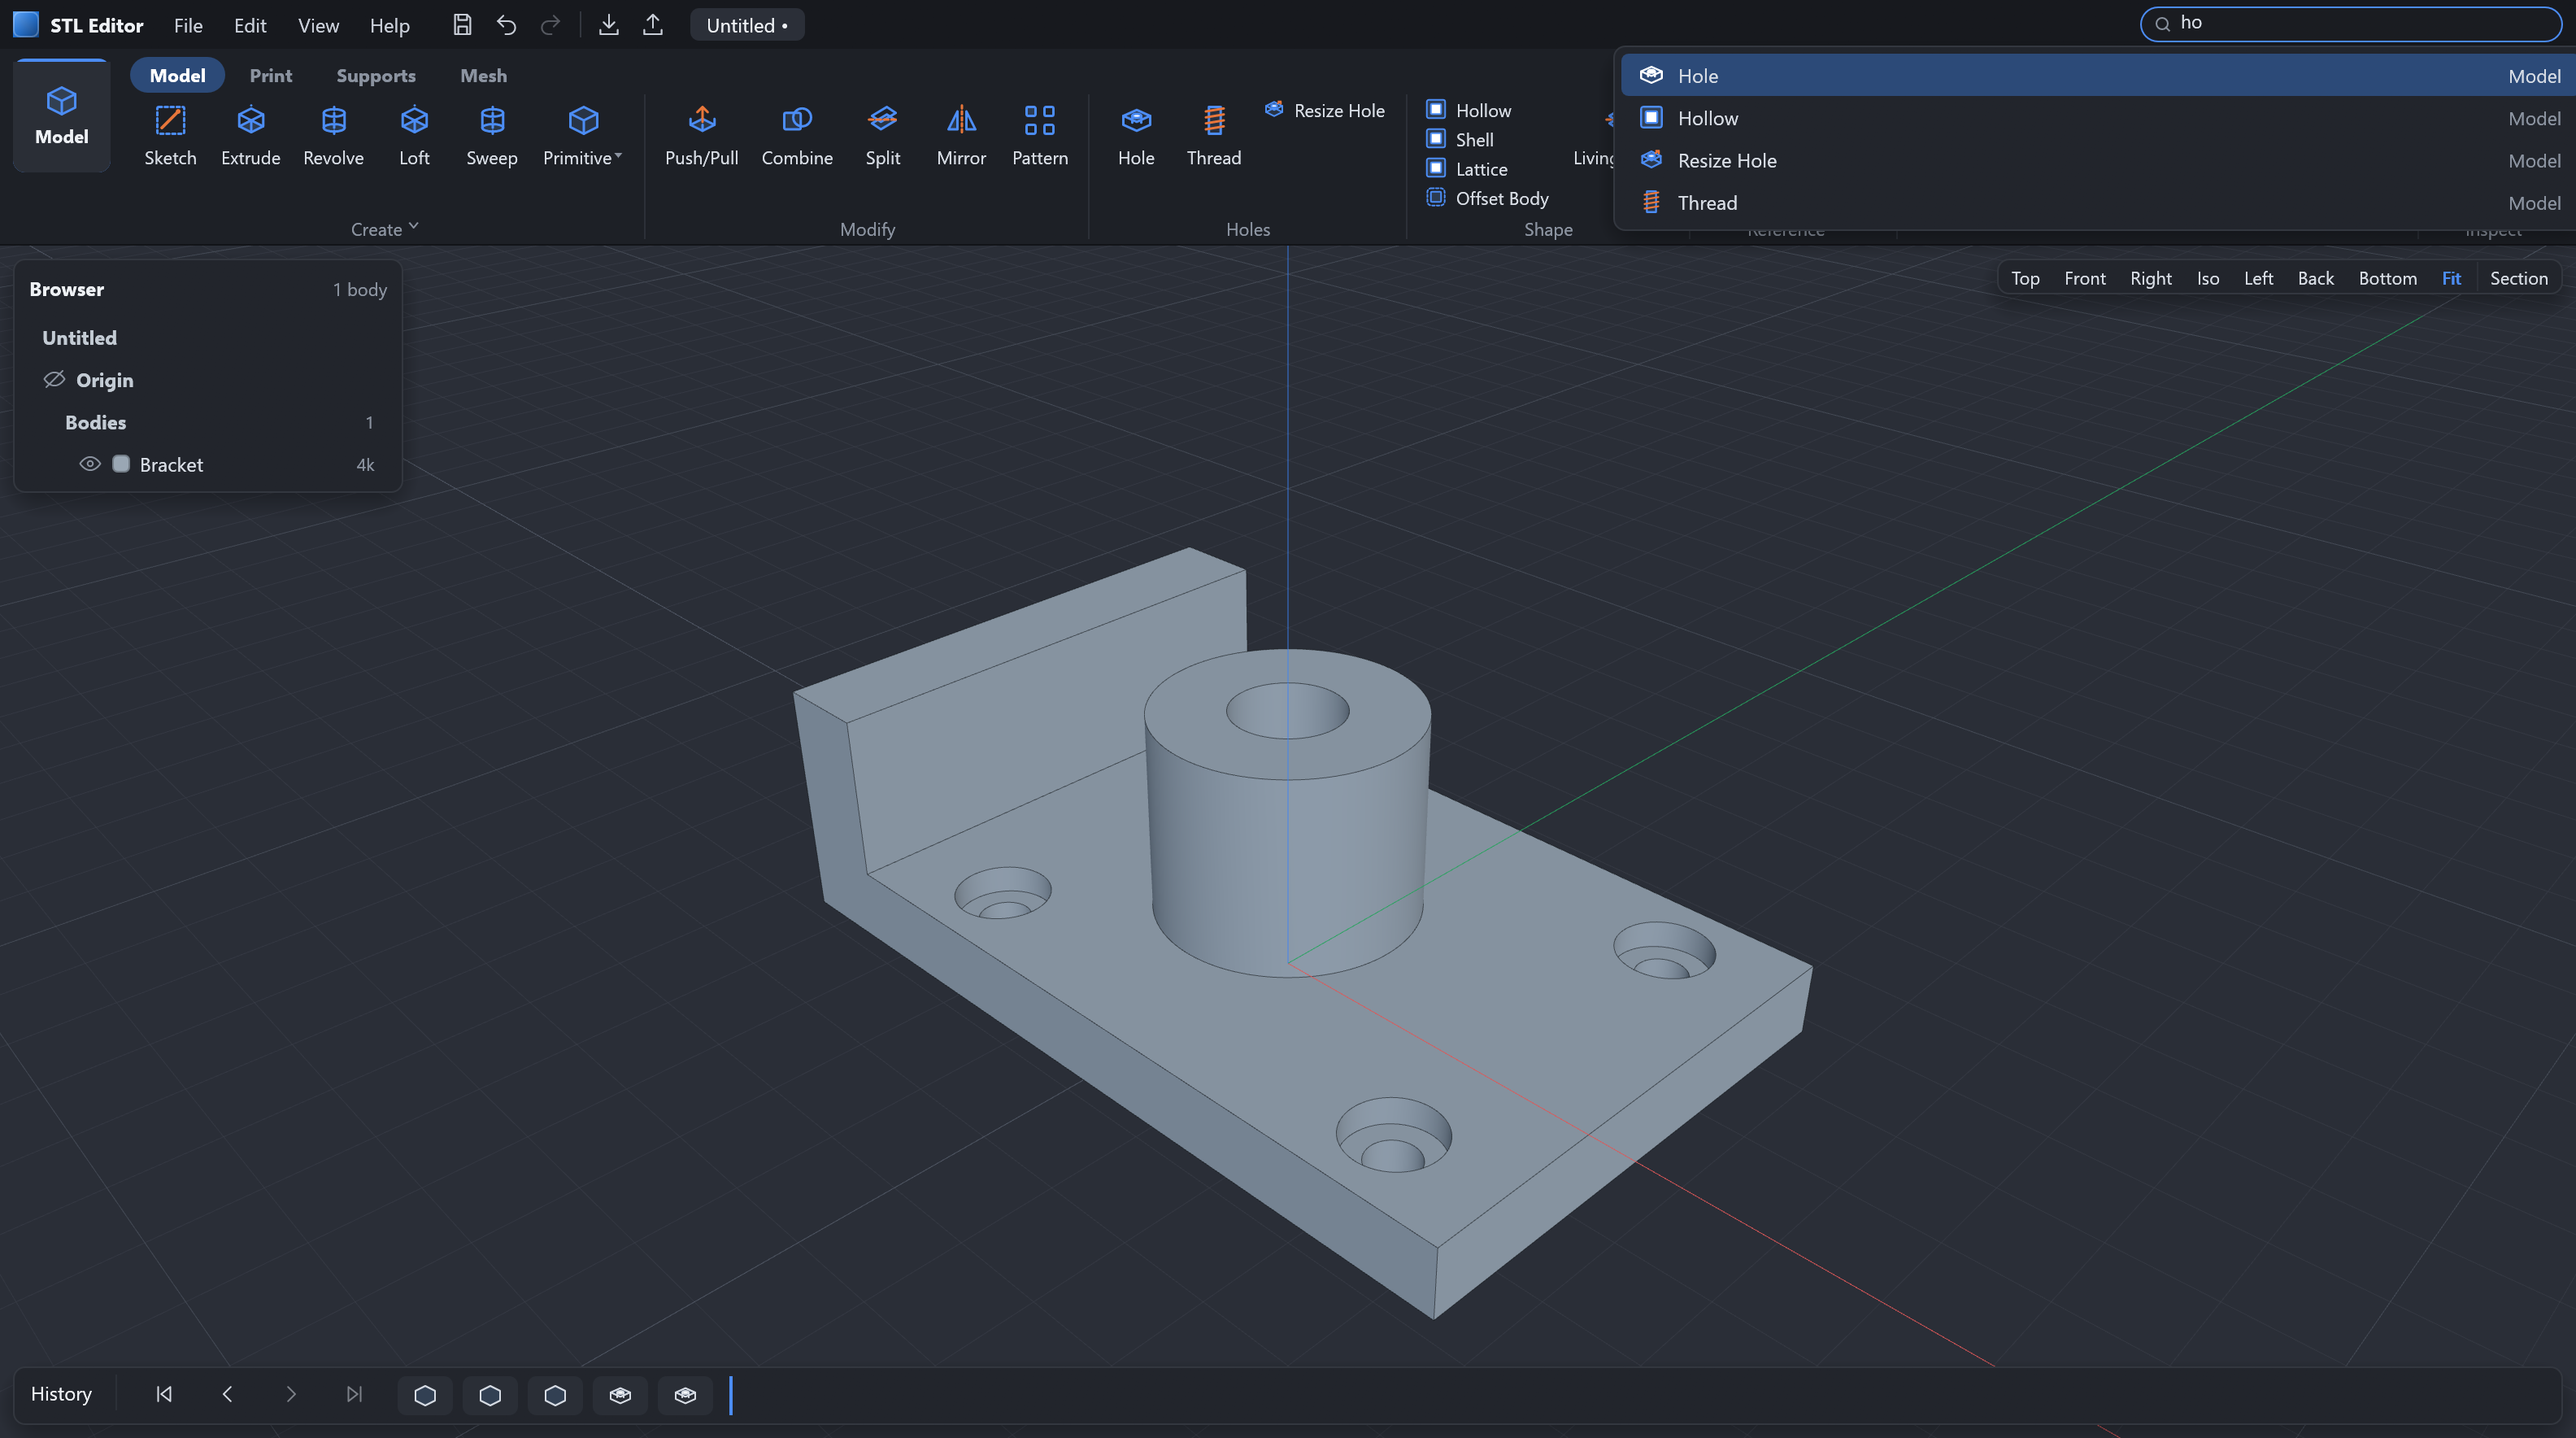 STL Editor File Edit View Help Untitled • ho
Model Print Supports Mesh
Model
Sketch Extrude Revolve Loft Sweep Primitive
Create
Push/Pull Combine Split Mirror Pattern
Modify
Hole Thread Resize Hole
Holes
Hollow
Shell
Lattice
Offset Body
Living
Shape
Reference
Inspect
Hole Model
Hollow Model
Resize Hole Model
Thread Model
Top Front Right Iso Left Back Bottom Fit Section
Browser 1 body
Untitled
Origin
Bodies 1
Bracket 4k
History